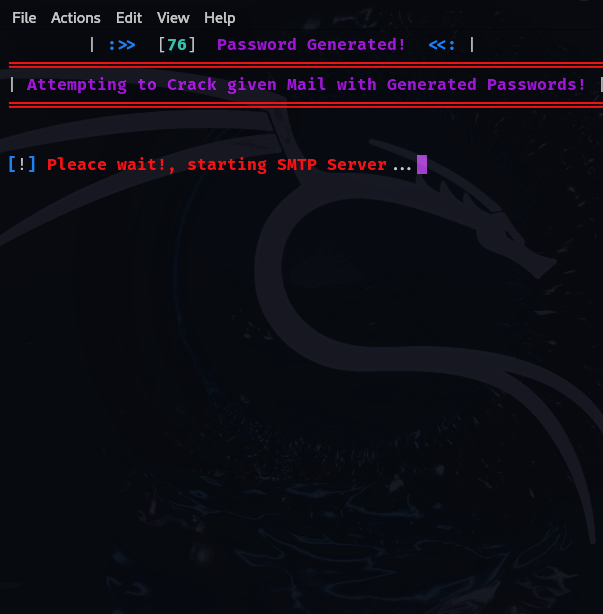 File Actions Edit View Help
| :>> [76] Password Generated! <<: |
| Attempting to Crack given Mail with Generated Passwords! |
[!] Pleace wait!, starting SMTP Server...